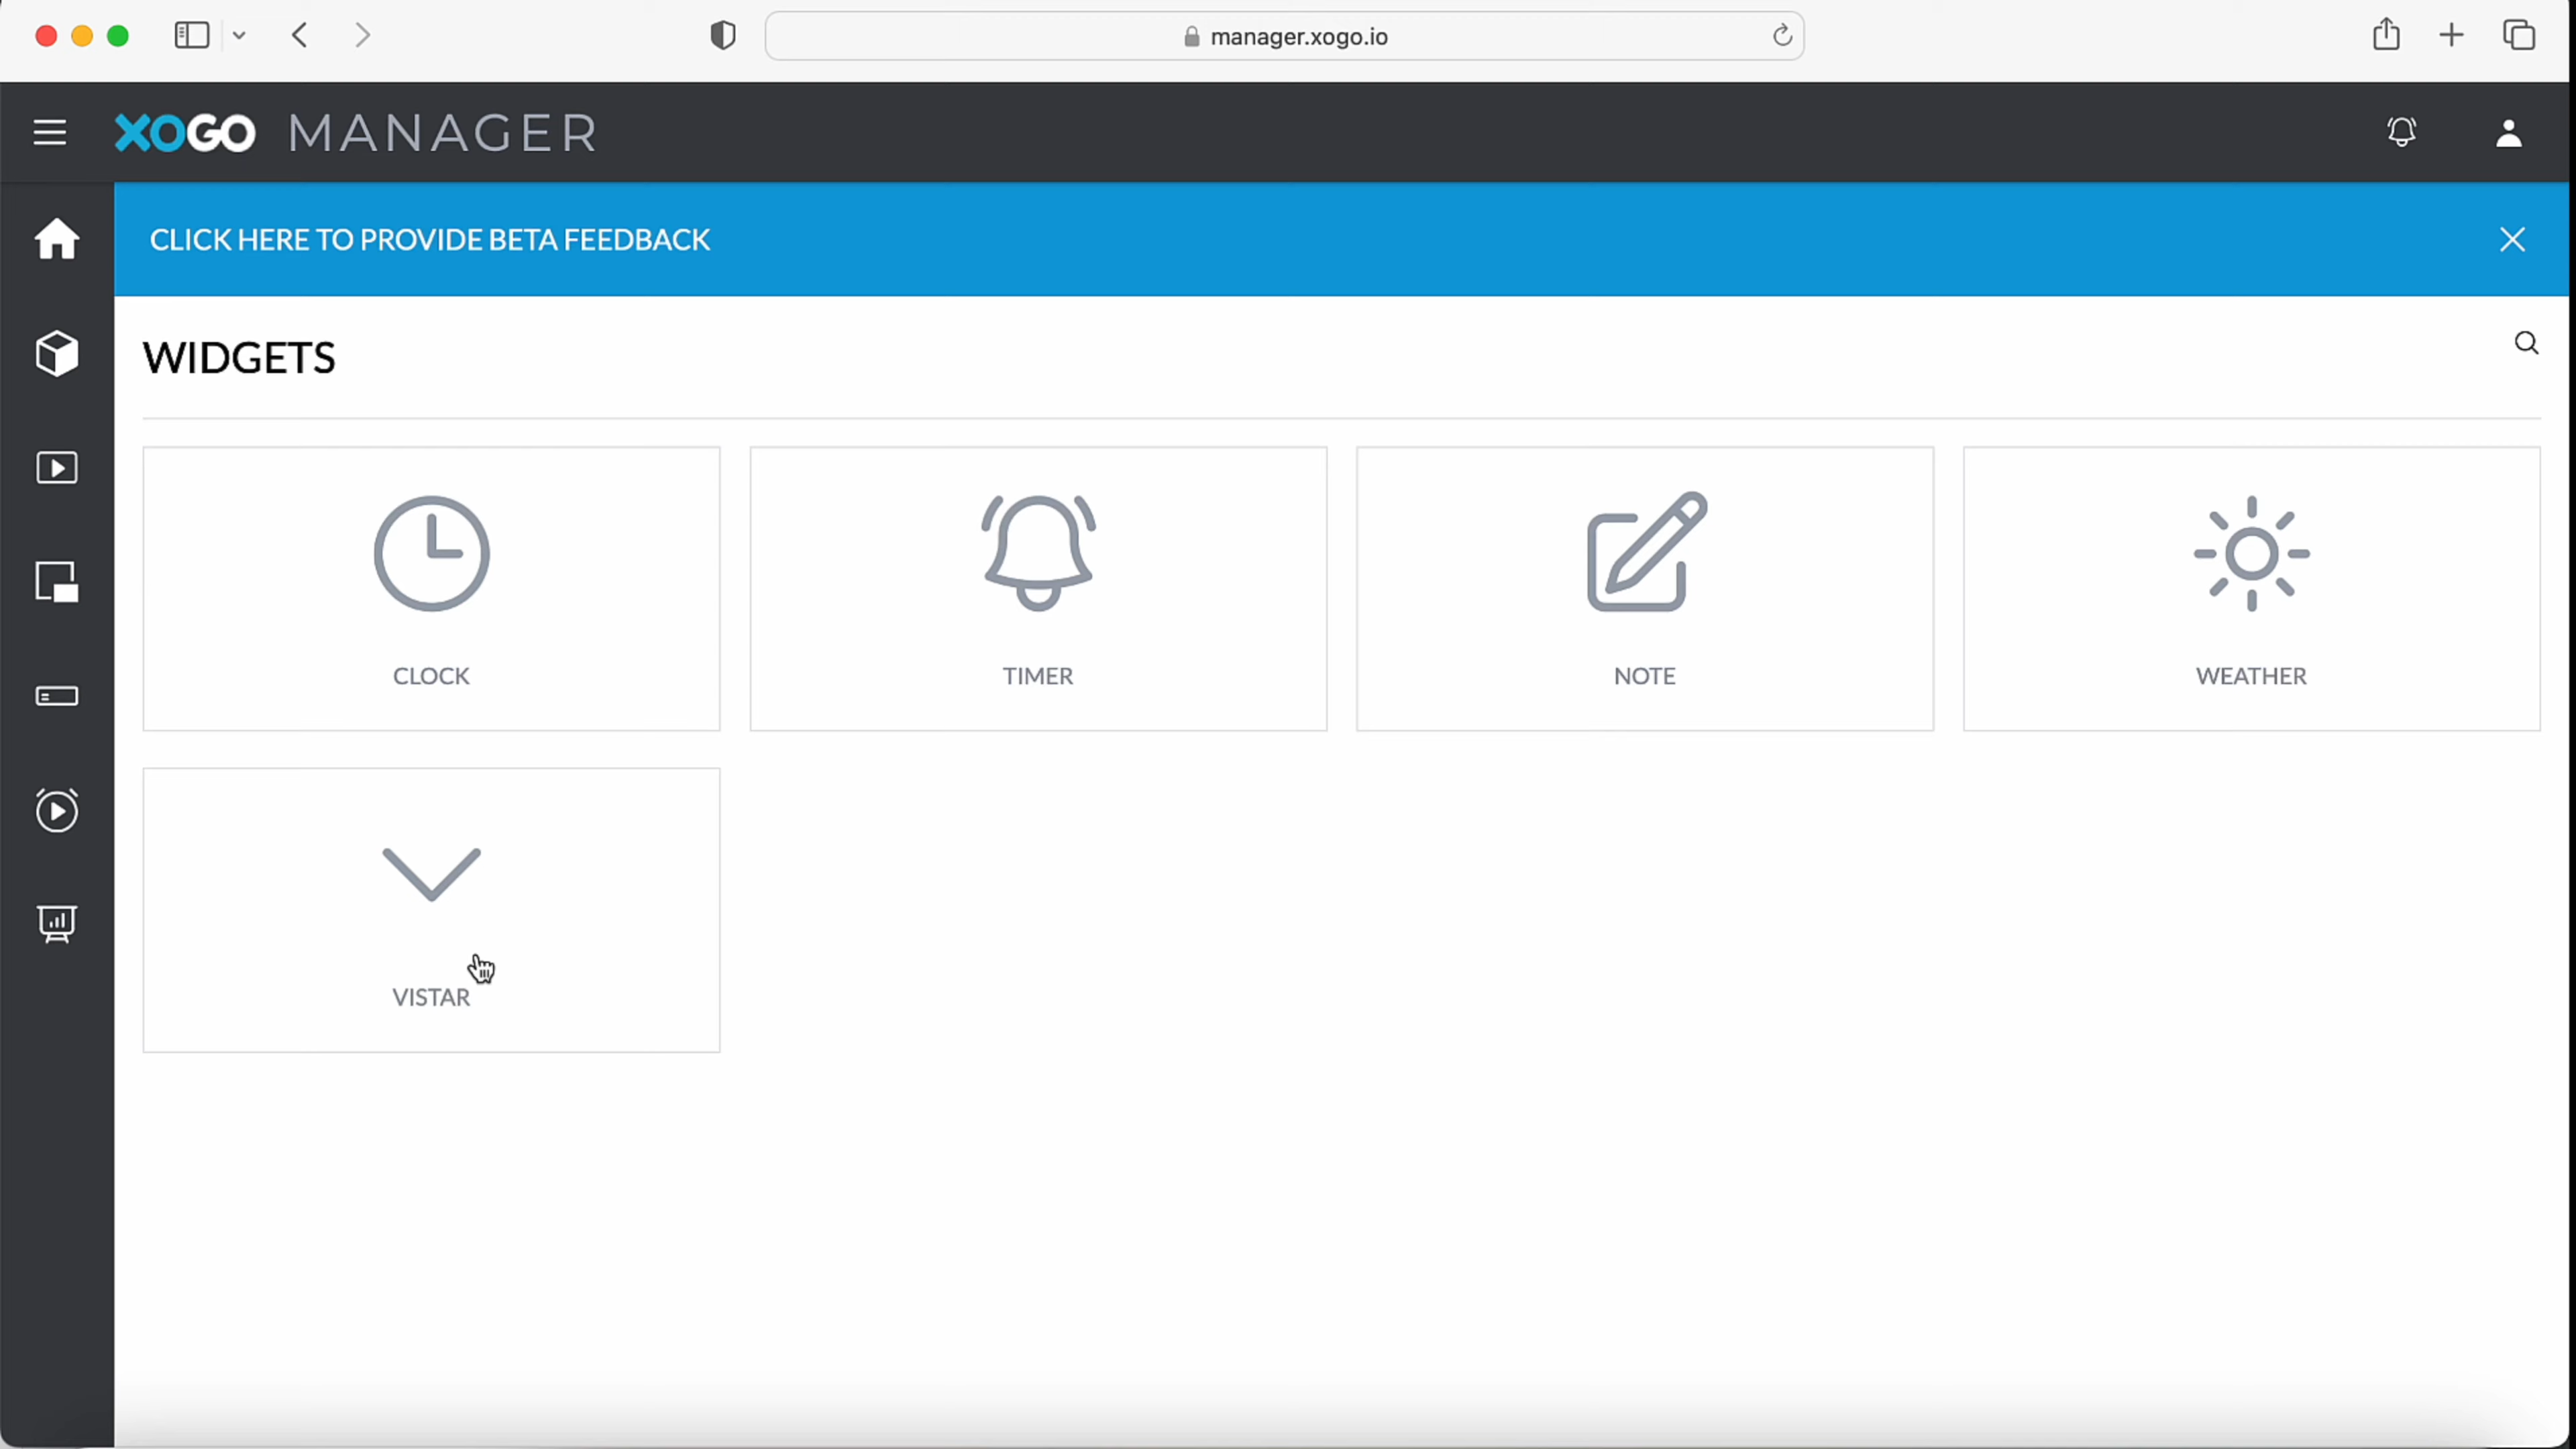 manager.xogo.io
XOGO MANAGER
CLICK HERE TO PROVIDE BETA FEEDBACK
WIDGETS
CLOCK
TIMER
NOTE
WEATHER
VISTAR